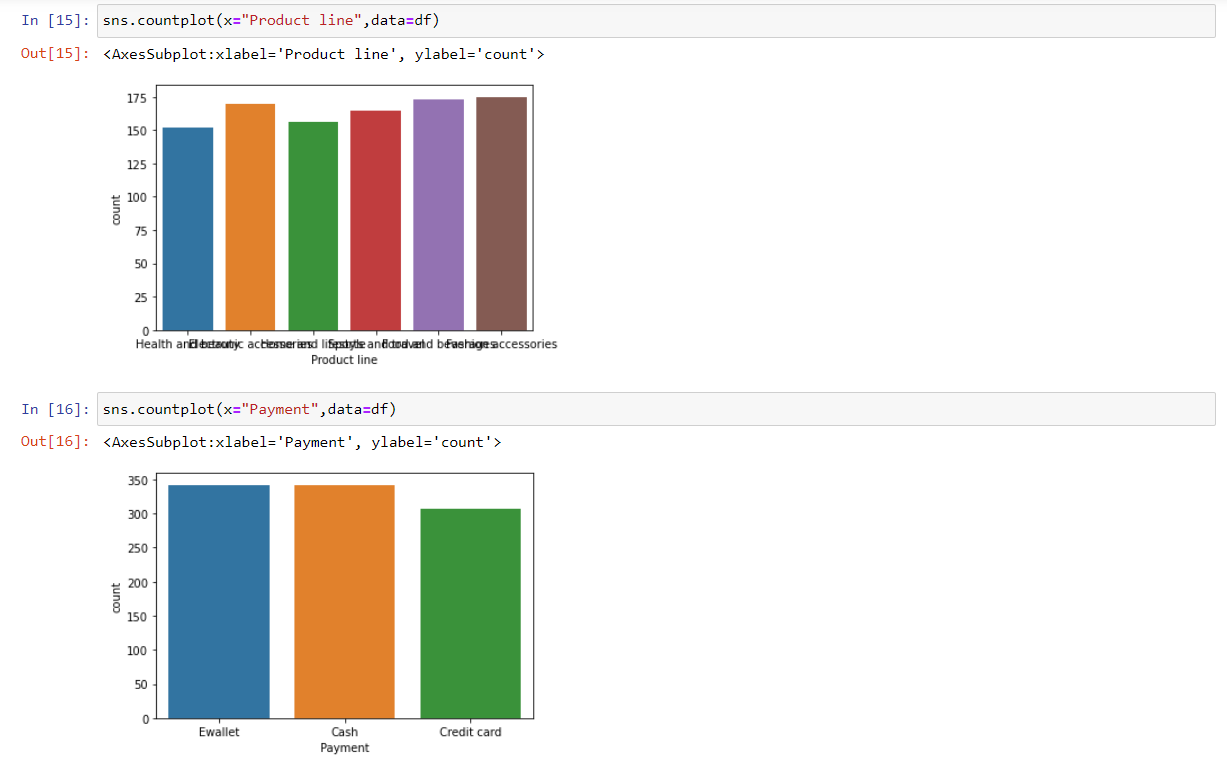 In [15]: sns.countplot(x="Product line",data=df)
Out[15]: <AxesSubplot:xlabel='Product line', ylabel='count'>
175
150
125
100
75
50
25
0
count
Health and beauty Electronic accessories Home and lifestyle Sports and travel Food and beverages Fashion accessories
Product line
In [16]: sns.countplot(x="Payment",data=df)
Out[16]: <AxesSubplot:xlabel='Payment', ylabel='count'>
350
300
250
200
150
100
50
0
count
Ewallet Cash Credit card
Payment